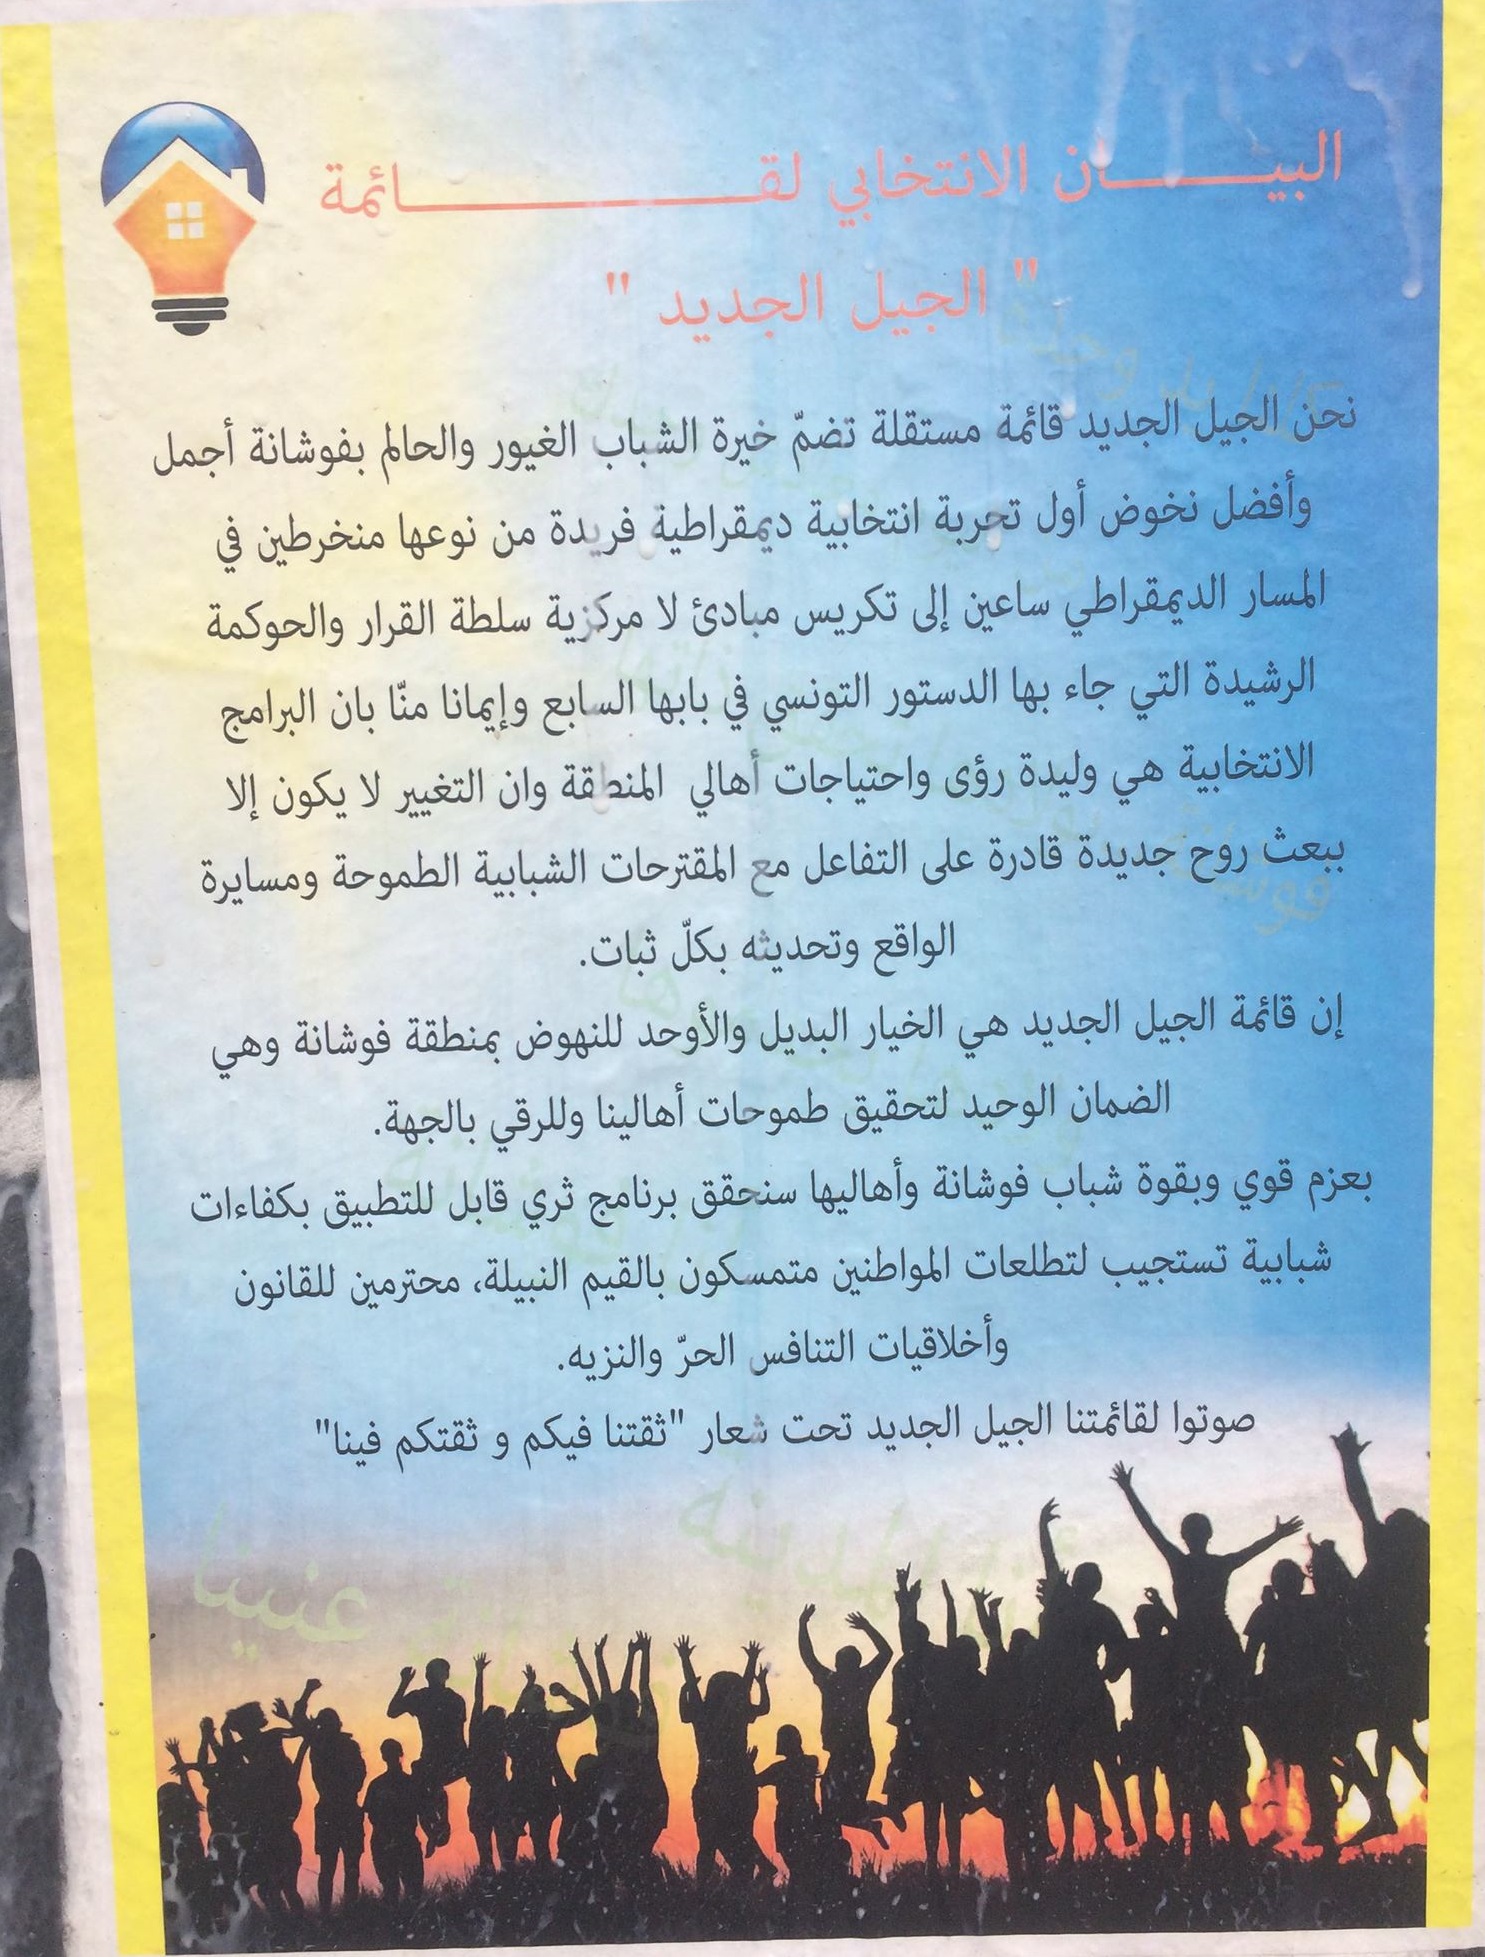 البيـــــان الانتخابي لقـــــــــــائمة
" الجيل الجديد "
نحن الجيل الجديد قائمة مستقلة تضمّ خيرة الشباب الغيور والحالم بفوشانة أجمل
وأفضل نخوض أول تجربة انتخابية ديمقراطية فريدة من نوعها منخرطين في
المسار الديمقراطي ساعين إلى تكريس مبادئ لا مركزية سلطة القرار والحوكمة
الرشيدة التي جاء بها الدستور التونسي في بابها السابع وإيمانا منّا بان البرامج
الانتخابية هي وليدة رؤى واحتياجات أهالي المنطقة وان التغيير لا يكون إلا
ببعث روح جديدة قادرة على التفاعل مع المقترحات الشبابية الطموحة ومسايرة
الواقع وتحديثه بكلّ ثبات.
إن قائمة الجيل الجديد هي الخيار البديل والأوحد للنهوض بمنطقة فوشانة وهي
الضمان الوحيد لتحقيق طموحات أهالينا وللرقي بالجهة.
بعزم قوي وبقوة شباب فوشانة وأهاليها سنحقق برنامج ثري قابل للتطبيق بكفاءات
شبابية تستجيب لتطلعات المواطنين متمسكون بالقيم النبيلة، محترمين للقانون
وأخلاقيات التنافس الحرّ والنزيه.
صوتوا لقائمتنا الجيل الجديد تحت شعار "ثقتنا فيكم و ثقتكم فينا"